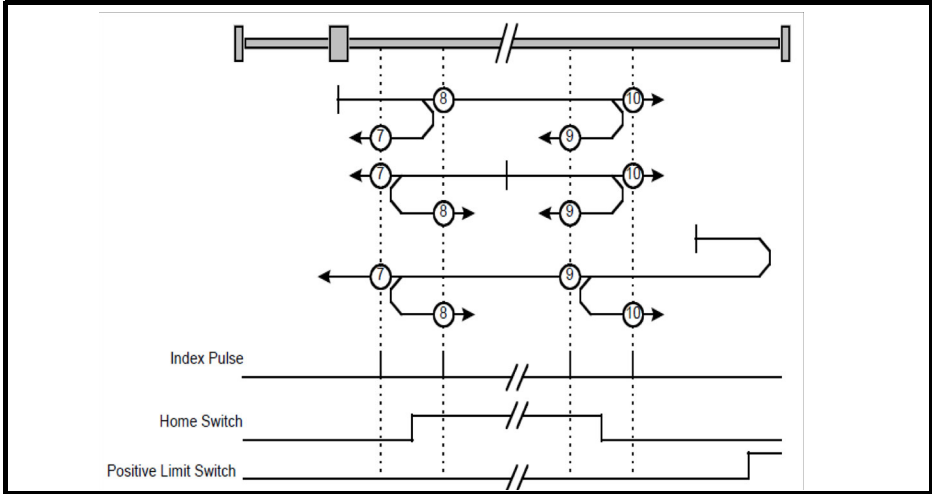 8 10
7 9
7 10
8 9
7 9
8 10
Index Pulse
Home Switch
Positive Limit Switch